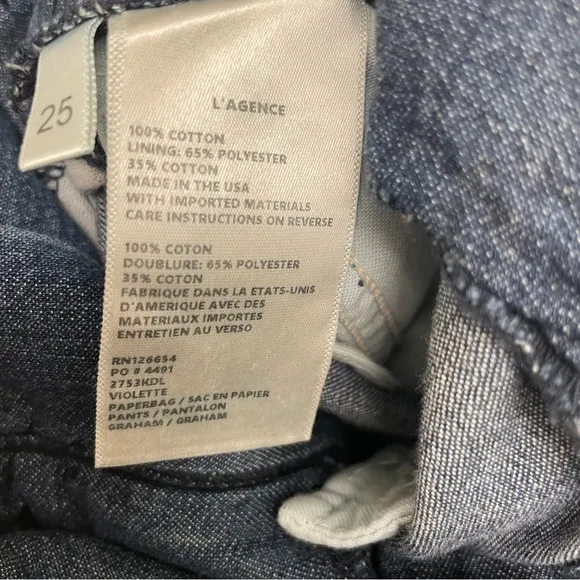 25
L'AGENCE
100% COTTON
LINING: 65% POLYESTER
35% COTTON
MADE IN THE USA
WITH IMPORTED MATERIALS
CARE INSTRUCTIONS ON REVERSE
100% COTON
DOUBLURE: 65% POLYESTER
35% COTON
FABRIQUE DANS LA ETATS-UNIS
D'AMERIQUE AVEC DES
MATERIAUX IMPORTES
ENTRETIEN AU VERSO
RN126654
PO # 4491
2753KDL
VIOLETTE
PAPERBAG / SAC EN PAPIER
PANTS / PANTALON
GRAHAM / GRAHAM